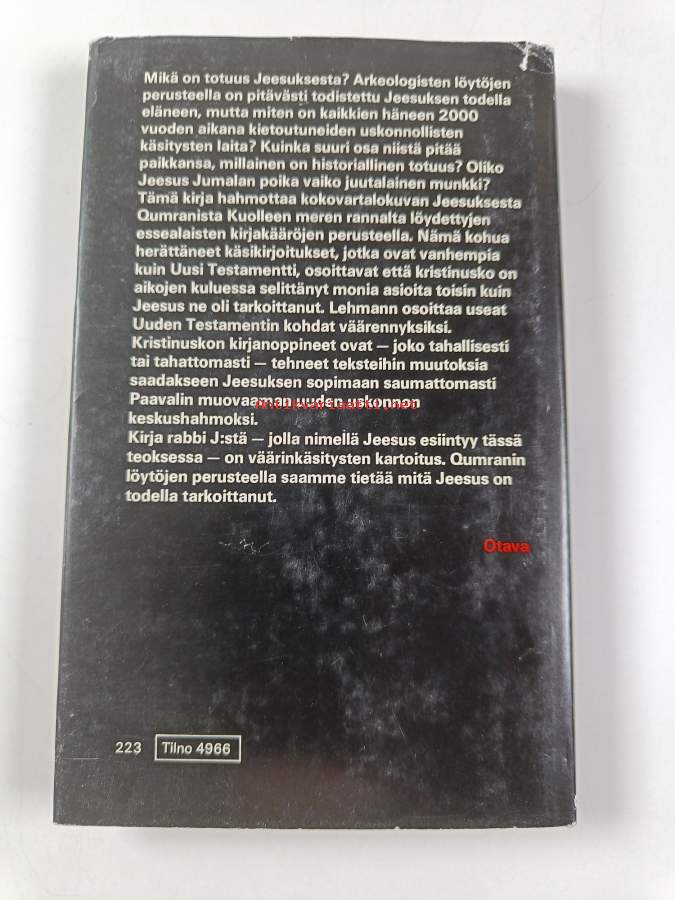 Mikä on totuus Jeesuksesta? Arkeologisten löytöjen
perusteella on pitävästi todistettu Jeesuksen todella
eläneen, mutta miten on kaikkien häneen 2000
vuoden aikana kietoutuneiden uskonnollisten
käsitysten laita? Kuinka suuri osa niistä pitää
paikkansa, millainen on historiallinen totuus? Oliko
Jeesus Jumalan poika vaiko juutalainen munkki?
Tämä kirja hahmottaa kokovartalokuvan Jeesuksesta
Qumranista Kuolleen meren rannalta löydettyjen
essealaisten kirjakääröjen perusteella. Nämä kohua
herättäneet käsikirjoitukset, jotka ovat vanhempia
kuin Uusi Testamentti, osoittavat että kristinusko on
aikojen kuluessa selittänyt monia asioita toisin kuin
Jeesus ne oli tarkoittanut. Lehmann osoittaa useat
Uuden Testamentin kohdat väärennyksiksi.
Kristinuskon kirjanoppineet ovat – joko tahallisesti
tai tahattomasti – tehneet teksteihin muutoksia
saadakseen Jeesuksen sopimaan saumattomasti
Paavalin muovaaman uuden uskonnon
antikvariaatti.net
keskushahmoksi.
Kirja rabbi J:stä – jolla nimellä Jeesus esiintyy tässä
teoksessa – on väärinkäsitysten kartoitus. Qumranin
löytöjen perusteella saamme tietää mitä Jeesus on
todella tarkoittanut.
Otava
223 Tilno 4966